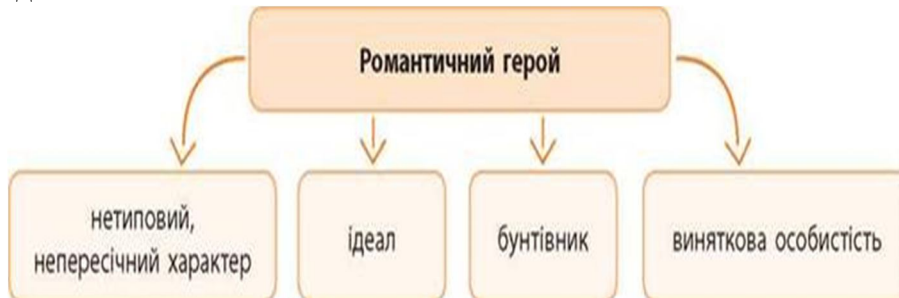 Романтичний герой
нетиповий,
непересічний характер
ідеал
бунтівник
виняткова особистість